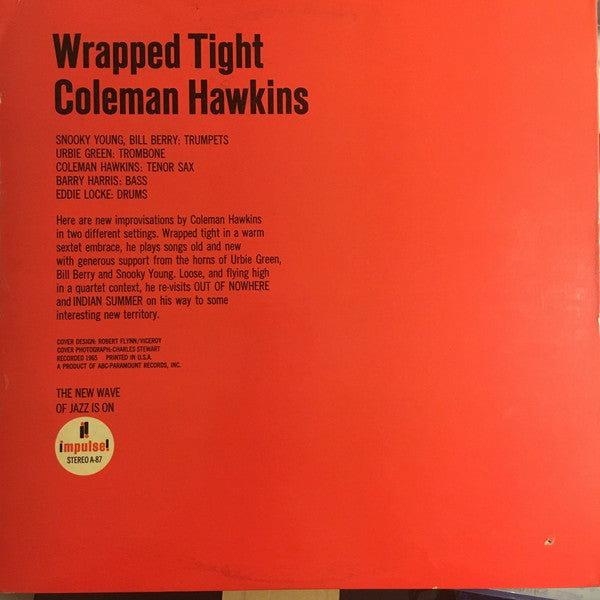 Wrapped Tight
Coleman Hawkins
SNOOKY YOUNG, BILL BERRY: TRUMPETS
URBIE GREEN: TROMBONE
COLEMAN HAWKINS: TENOR SAX
BARRY HARRIS: BASS
EDDIE LOCKE: DRUMS
Here are new improvisations by Coleman Hawkins
in two different settings. Wrapped tight in a warm
sextet embrace, he plays songs old and new
with generous support from the horns of Urbie Green,
Bill Berry and Snooky Young. Loose, and flying high
in a quartet context, he re-visits OUT OF NOWHERE
and INDIAN SUMMER on his way to some
interesting new territory.
COVER DESIGN: ROBERT FLYNN/VICEROY
COVER PHOTOGRAPH: CHARLES STEWART
RECORDED 1965 PRINTED IN U.S.A.
A PRODUCT OF ABC-PARAMOUNT RECORDS, INC.
THE NEW WAVE
OF JAZZ IS ON
i!
impulse!
STEREO A-87